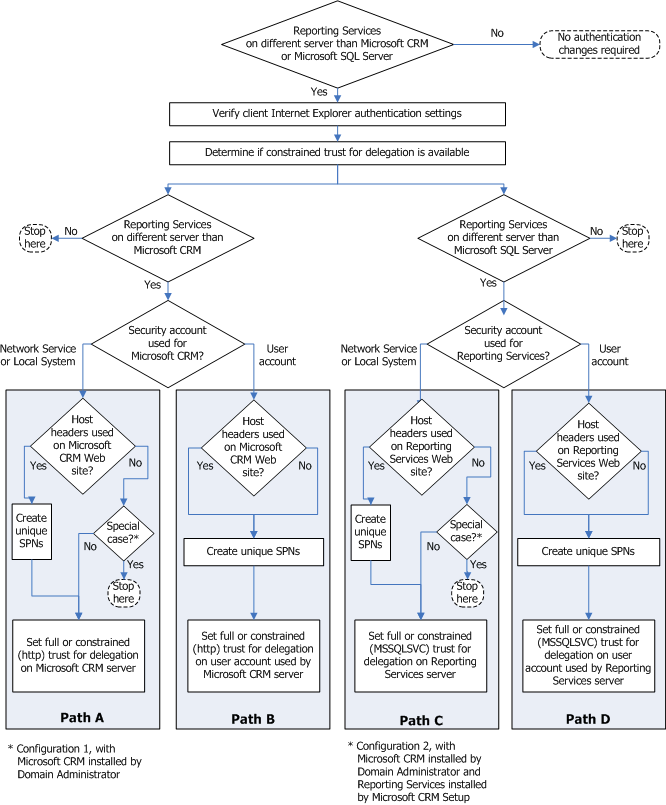 Reporting Services
on different server than Microsoft CRM
or Microsoft SQL Server
No
No authentication
changes required
Yes
Verify client Internet Explorer authentication settings
Determine if constrained trust for delegation is available
Stop
here
No
Reporting Services
on different server than
Microsoft CRM
Yes
Reporting Services
on different server than
Microsoft SQL Server
No
Stop
here
Yes
Security account
used for
Microsoft CRM?
Network Service
or Local System
User
account
Security account
used for
Reporting Services?
Network Service
or Local System
User
account
Host
headers used
on Microsoft
CRM Web
site?
Yes
No
Create
unique
SPNs
Special
case?*
No
Yes
Stop
here
Set full or constrained
(http) trust for delegation
on Microsoft CRM server
Path A
Host
headers used
on Microsoft
CRM Web
site?
Yes
No
Create unique SPNs
Set full or constrained
(http) trust for delegation
on user account used by
Microsoft CRM server
Path B
Host
headers used
on Reporting
Services Web
site?
Yes
No
Create
unique
SPNs
Special
case?*
No
Yes
Stop
here
Set full or constrained
(MSSQLSVC) trust for
delegation on Reporting
Services server
Path C
Host
headers used
on Reporting
Services Web
site?
Yes
No
Create unique SPNs
Set full or constrained
(MSSQLSVC) trust for
delegation on user
account used by Reporting
Services server
Path D
* Configuration 1, with
Microsoft CRM installed by
Domain Administrator
* Configuration 2, with
Microsoft CRM installed by
Domain Administrator and
Reporting Services installed
by Microsoft CRM Setup